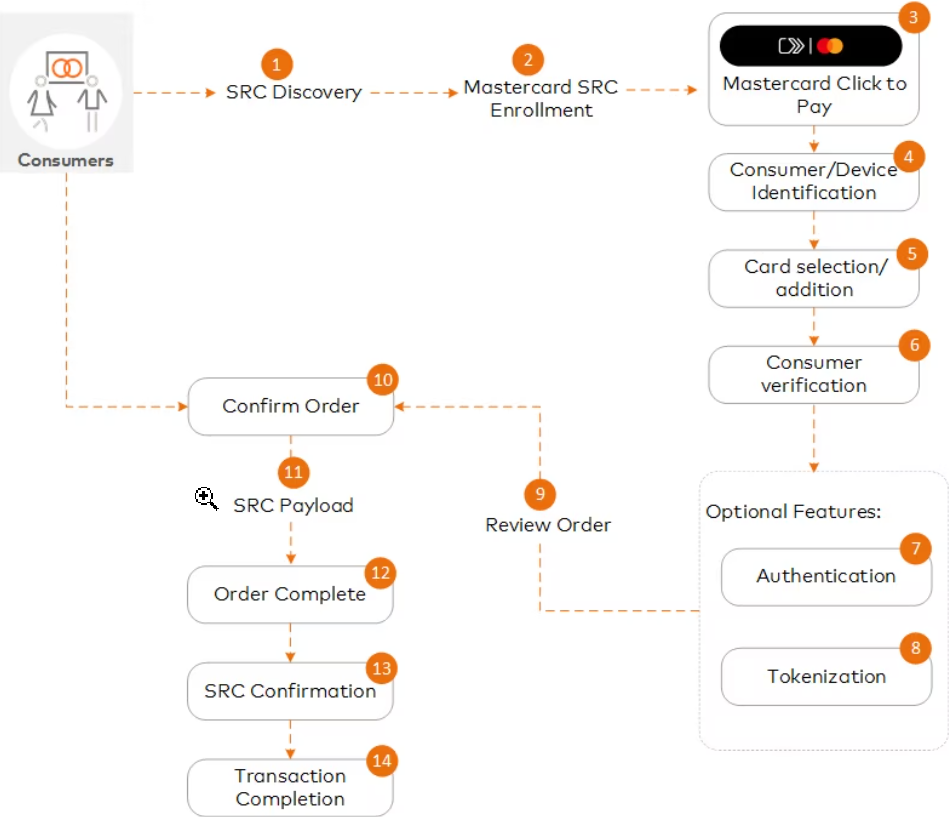 Consumers
1
SRC Discovery
2
Mastercard SRC
Enrollment
3
Mastercard Click to
Pay
4
Consumer/Device
Identification
5
Card selection/
addition
6
Consumer
verification
Optional Features:
7
Authentication
8
Tokenization
9
Review Order
10
Confirm Order
11
SRC Payload
12
Order Complete
13
SRC Confirmation
14
Transaction
Completion